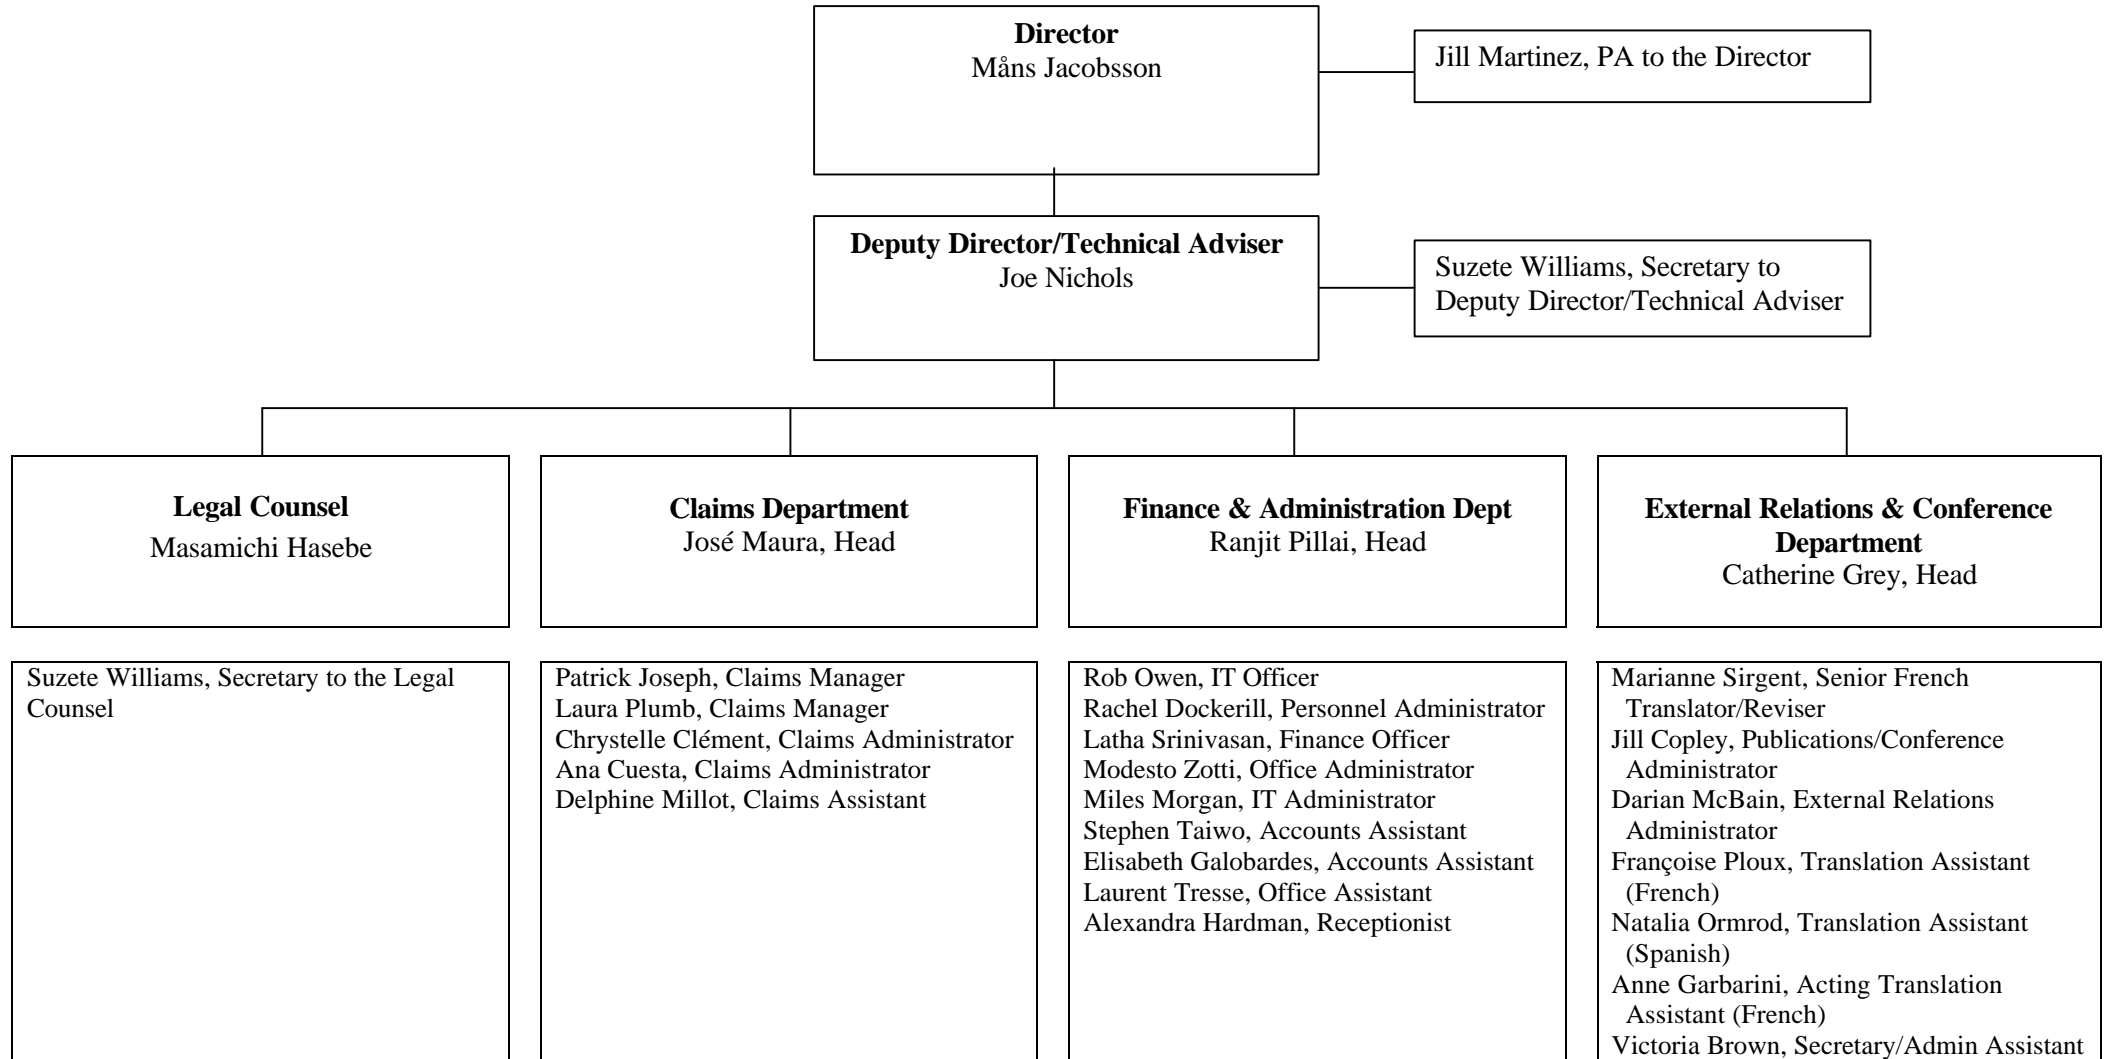 Director
Måns Jacobsson
Jill Martinez, PA to the Director
Deputy Director/Technical Adviser
Joe Nichols
Suzete Williams, Secretary to
Deputy Director/Technical Adviser
Legal Counsel
Masamichi Hasebe
Claims Department
José Maura, Head
Finance & Administration Dept
Ranjit Pillai, Head
External Relations & Conference
Department
Catherine Grey, Head
Suzete Williams, Secretary to the Legal
Counsel
Patrick Joseph, Claims Manager
Laura Plumb, Claims Manager
Chrystelle Clément, Claims Administrator
Ana Cuesta, Claims Administrator
Delphine Millot, Claims Assistant
Rob Owen, IT Officer
Rachel Dockerill, Personnel Administrator
Latha Srinivasan, Finance Officer
Modesto Zotti, Office Administrator
Miles Morgan, IT Administrator
Stephen Taiwo, Accounts Assistant
Elisabeth Galobardes, Accounts Assistant
Laurent Tresse, Office Assistant
Alexandra Hardman, Receptionist
Marianne Sirgent, Senior French
Translator/Reviser
Jill Copley, Publications/Conference
Administrator
Darian McBain, External Relations
Administrator
Françoise Ploux, Translation Assistant
(French)
Natalia Ormrod, Translation Assistant
(Spanish)
Anne Garbarini, Acting Translation
Assistant (French)
Victoria Brown, Secretary/Admin Assistant